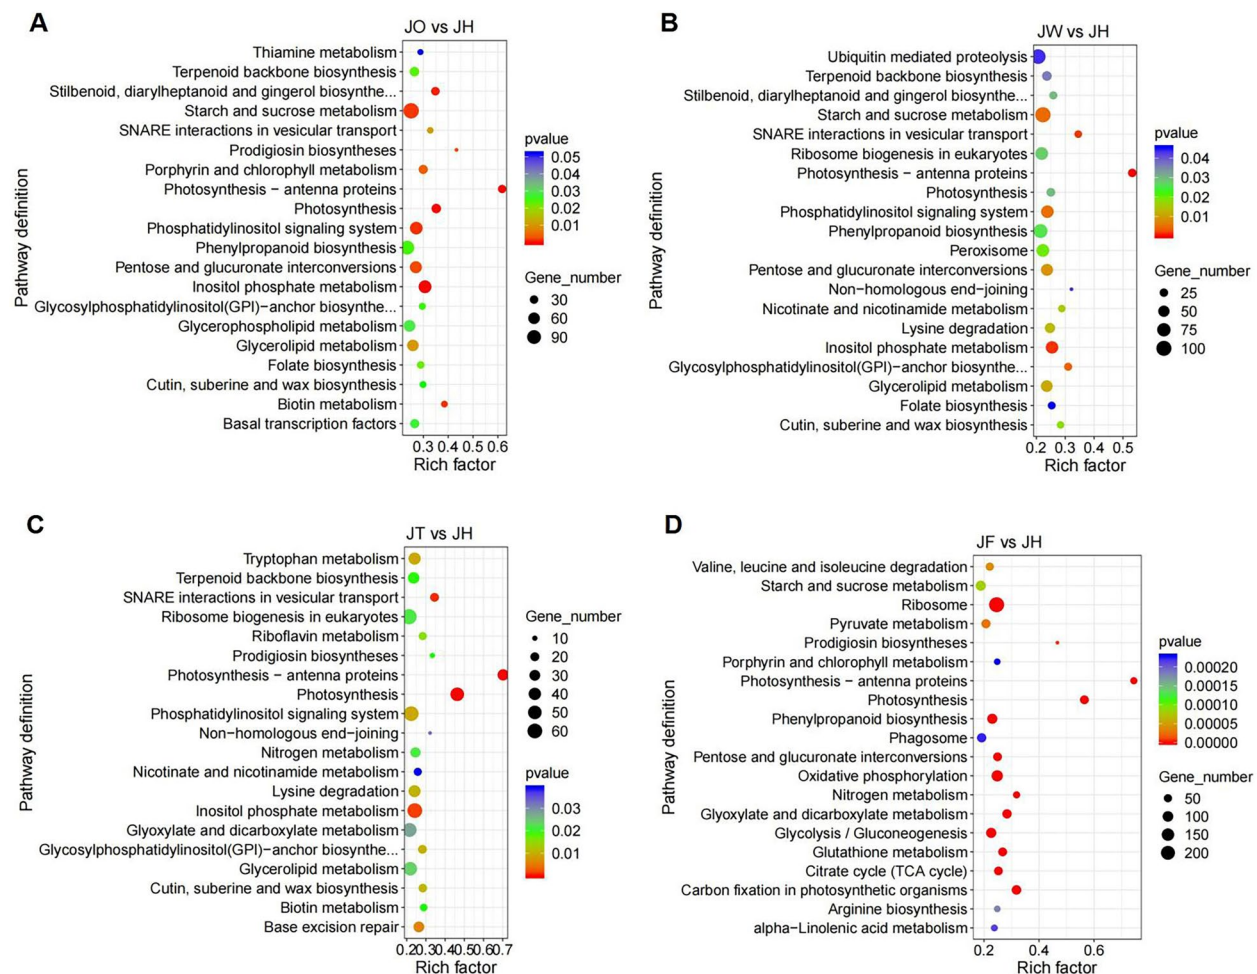 A
JO vs JH
Pathway definition
Thiamine metabolism
Terpenoid backbone biosynthesis
Stilbenoid, diarylheptanoid and gingerol biosynthe...
Starch and sucrose metabolism
SNARE interactions in vesicular transport
Prodigiosin biosyntheses
Porphyrin and chlorophyll metabolism
Photosynthesis − antenna proteins
Photosynthesis
Phosphatidylinositol signaling system
Phenylpropanoid biosynthesis
Pentose and glucuronate interconversions
Inositol phosphate metabolism
Glycosylphosphatidylinositol(GPI)−anchor biosynthe...
Glycerophospholipid metabolism
Glycerolipid metabolism
Folate biosynthesis
Cutin, suberine and wax biosynthesis
Biotin metabolism
Basal transcription factors
0.3 0.4 0.5 0.6
Rich factor
pvalue
0.05
0.04
0.03
0.02
0.01
Gene_number
30
60
90
B
JW vs JH
Pathway definition
Ubiquitin mediated proteolysis
Terpenoid backbone biosynthesis
Stilbenoid, diarylheptanoid and gingerol biosynthe...
Starch and sucrose metabolism
SNARE interactions in vesicular transport
Ribosome biogenesis in eukaryotes
Photosynthesis − antenna proteins
Photosynthesis
Phosphatidylinositol signaling system
Phenylpropanoid biosynthesis
Peroxisome
Pentose and glucuronate interconversions
Non−homologous end−joining
Nicotinate and nicotinamide metabolism
Lysine degradation
Inositol phosphate metabolism
Glycosylphosphatidylinositol(GPI)−anchor biosynthe...
Glycerolipid metabolism
Folate biosynthesis
Cutin, suberine and wax biosynthesis
0.2 0.3 0.4 0.5
Rich factor
pvalue
0.04
0.03
0.02
0.01
Gene_number
25
50
75
100
C
JT vs JH
Pathway definition
Tryptophan metabolism
Terpenoid backbone biosynthesis
SNARE interactions in vesicular transport
Ribosome biogenesis in eukaryotes
Riboflavin metabolism
Prodigiosin biosyntheses
Photosynthesis − antenna proteins
Photosynthesis
Phosphatidylinositol signaling system
Non−homologous end−joining
Nitrogen metabolism
Nicotinate and nicotinamide metabolism
Lysine degradation
Inositol phosphate metabolism
Glyoxylate and dicarboxylate metabolism
Glycosylphosphatidylinositol(GPI)−anchor biosynthe...
Glycerolipid metabolism
Cutin, suberine and wax biosynthesis
Biotin metabolism
Base excision repair
0.2 0.3 0.4 0.5 0.6 0.7
Rich factor
Gene_number
10
20
30
40
50
60
pvalue
0.03
0.02
0.01
D
JF vs JH
Pathway definition
Valine, leucine and isoleucine degradation
Starch and sucrose metabolism
Ribosome
Pyruvate metabolism
Prodigiosin biosyntheses
Porphyrin and chlorophyll metabolism
Photosynthesis − antenna proteins
Photosynthesis
Phenylpropanoid biosynthesis
Phagosome
Pentose and glucuronate interconversions
Oxidative phosphorylation
Nitrogen metabolism
Glyoxylate and dicarboxylate metabolism
Glycolysis / Gluconeogenesis
Glutathione metabolism
Citrate cycle (TCA cycle)
Carbon fixation in photosynthetic organisms
Arginine biosynthesis
alpha−Linolenic acid metabolism
0.2 0.4 0.6
Rich factor
pvalue
0.00020
0.00015
0.00010
0.00005
0.00000
Gene_number
50
100
150
200